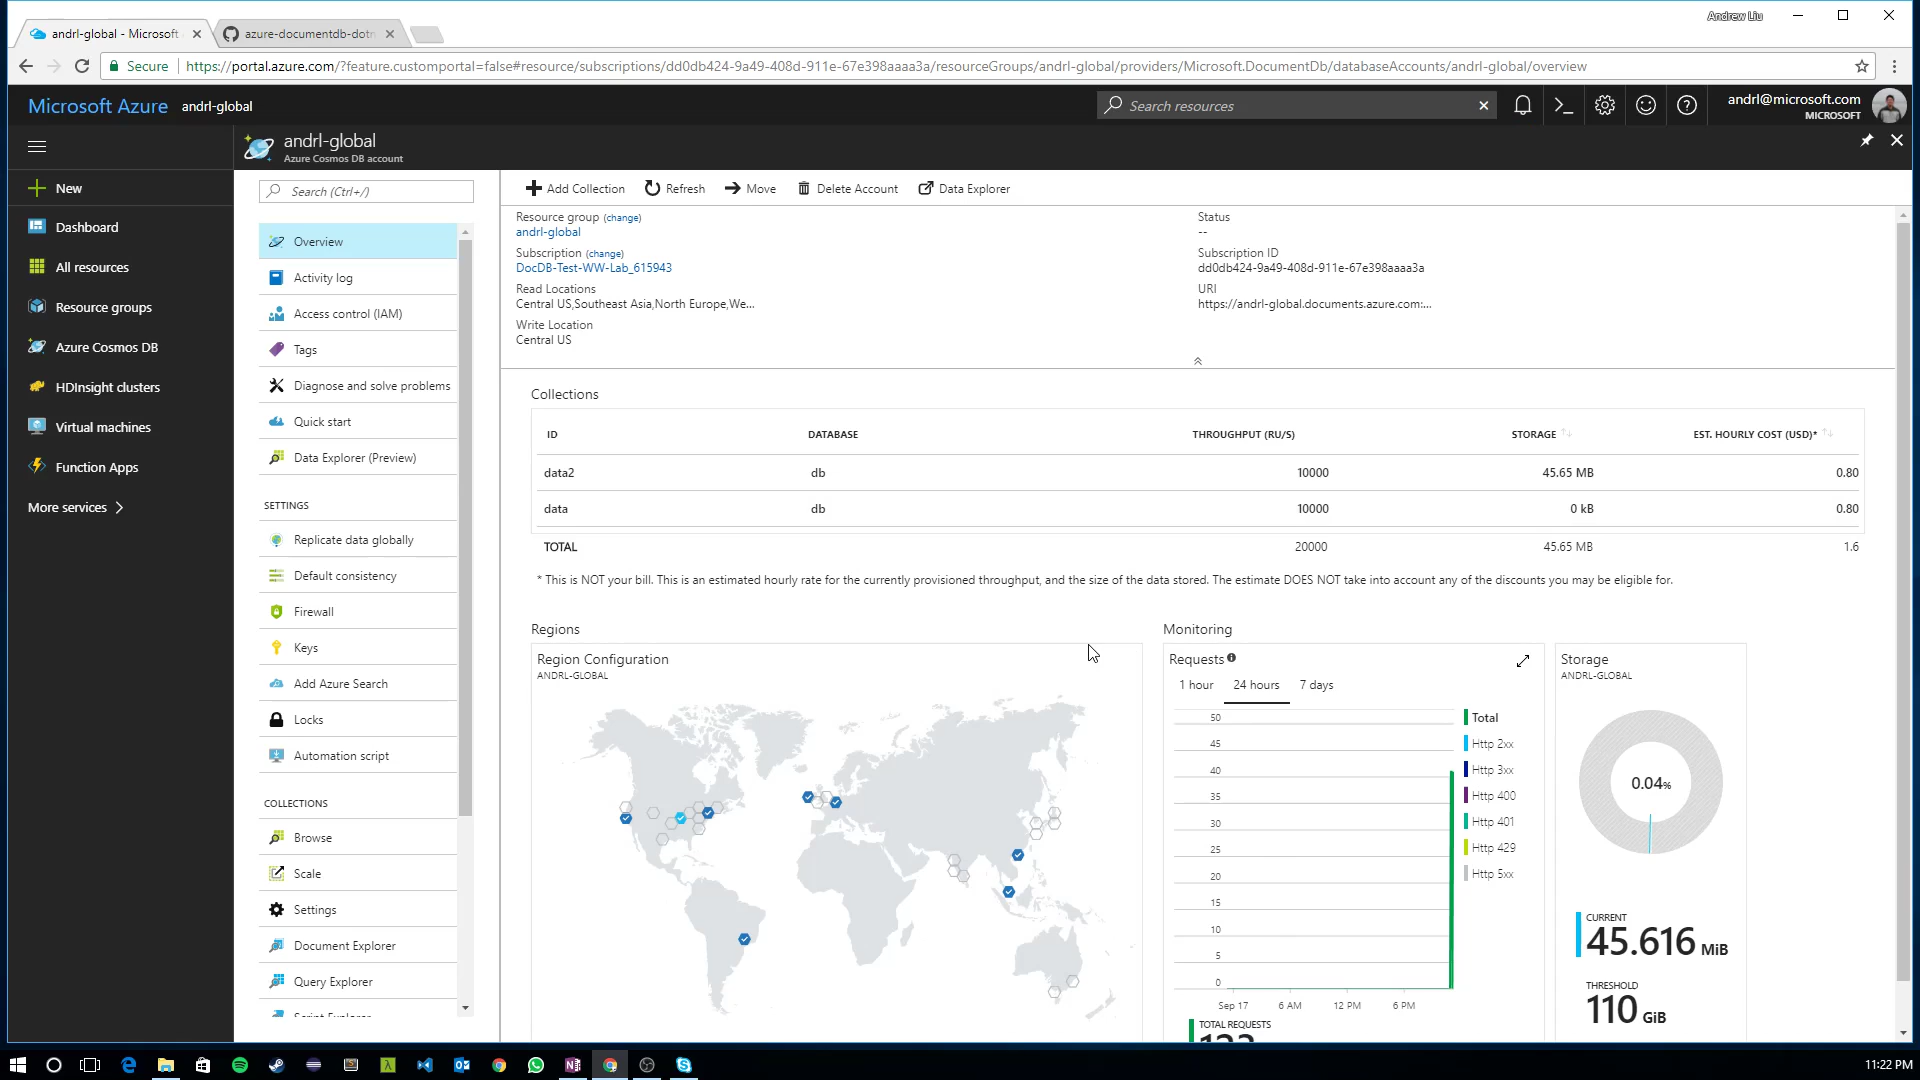 Andrew Liu
andrl-global - Microsoft
azure-documentdb-dotn
Secure
https://portal.azure.com/?feature.customportal=false#resource/subscriptions/dd0db424-9a49-408d-911e-67e398aaaa3a/resourceGroups/andrl-global/providers/Microsoft.DocumentDb/databaseAccounts/andrl-global/overview
Microsoft Azure andrl-global
Search resources
andrl@microsoft.com
MICROSOFT
andrl-global
Azure Cosmos DB account
New
Dashboard
All resources
Resource groups
Azure Cosmos DB
HDInsight clusters
Virtual machines
Function Apps
More services
Search (Ctrl+/)
Overview
Activity log
Access control (IAM)
Tags
Diagnose and solve problems
Quick start
Data Explorer (Preview)
SETTINGS
Replicate data globally
Default consistency
Firewall
Keys
Add Azure Search
Locks
Automation script
COLLECTIONS
Browse
Scale
Settings
Document Explorer
Query Explorer
Script Explorer
Add Collection Refresh Move Delete Account Data Explorer
Resource group (change)
andrl-global
Subscription (change)
DocDB-Test-WW-Lab_615943
Read Locations
Central US,Southeast Asia,North Europe,We...
Write Location
Central US
Status
--
Subscription ID
dd0db424-9a49-408d-911e-67e398aaaa3a
URI
https://andrl-global.documents.azure.com:...
Collections
ID DATABASE THROUGHPUT (RU/S) STORAGE EST. HOURLY COST (USD)*
data2 db 10000 45.65 MB 0.80
data db 10000 0 kB 0.80
TOTAL 20000 45.65 MB 1.6
* This is NOT your bill. This is an estimated hourly rate for the currently provisioned throughput, and the size of the data stored. The estimate DOES NOT take into account any of the discounts you may be eligible for.
Regions
Region Configuration
ANDRL-GLOBAL
Monitoring
Requests
1 hour 24 hours 7 days
50
45
40
35
30
25
20
15
10
5
0
Sep 17 6 AM 12 PM 6 PM
Total
Http 2xx
Http 3xx
Http 400
Http 401
Http 429
Http 5xx
TOTAL REQUESTS
123
Storage
ANDRL-GLOBAL
0.04%
CURRENT
45.616 MiB
THRESHOLD
110 GiB
11:22 PM